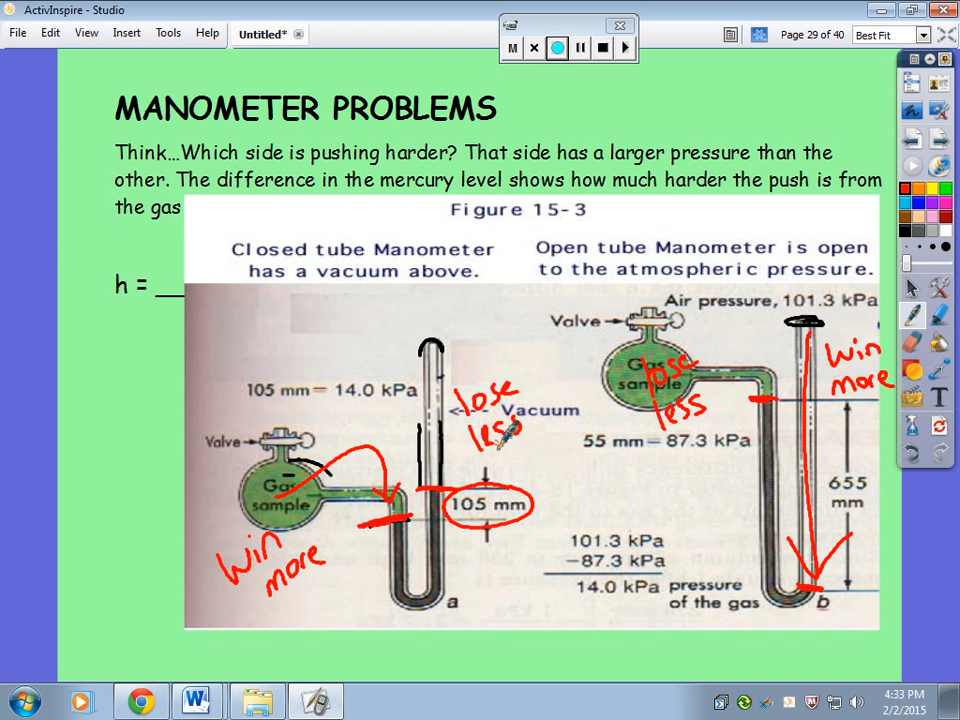 ActivInspire - Studio
File Edit View Insert Tools Help Untitled*
Page 29 of 40 Best Fit
M
MANOMETER PROBLEMS
Think...Which side is pushing harder? That side has a larger pressure than the
other. The difference in the mercury level shows how much harder the push is from
the gas
h = ___
Figure 15-3
Closed tube Manometer
has a vacuum above.
Open tube Manometer is open
to the atmospheric pressure.
Air pressure, 101.3 kPa
Valve
Gas
sample
lose
less
Win
more
105 mm = 14.0 kPa
lose
less
Vacuum
Valve
Gas
sample
105 mm
Win
more
a
55 mm = 87.3 kPa
655
mm
101.3 kPa
–87.3 kPa
14.0 kPa pressure
of the gas
b
T
W
4:33 PM
2/2/2015